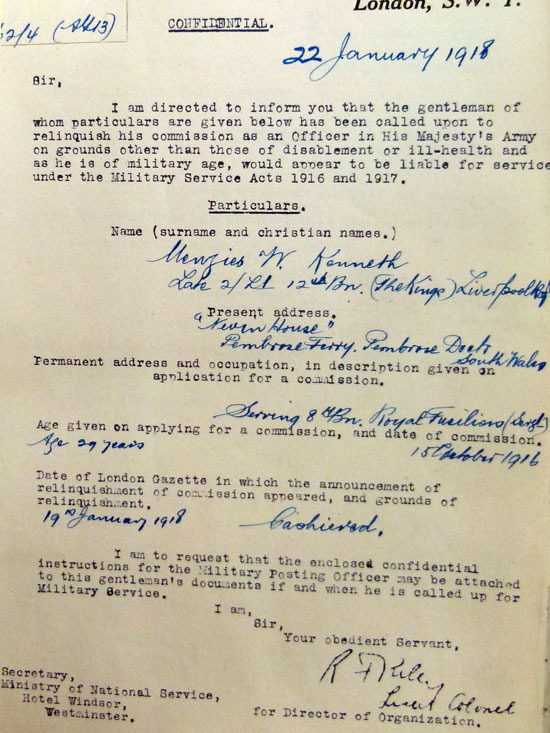 London, S.W. 1.
2/4 (AG13)
CONFIDENTIAL.
22 January 1918
Sir,
I am directed to inform you that the gentleman of
whom particulars are given below has been called upon to
relinquish his commission as an Officer in His Majesty's Army
on grounds other than those of disablement or ill-health and
as he is of military age, would appear to be liable for service
under the Military Service Acts 1916 and 1917.
Particulars.
Name (surname and christian names.)
Menzies W. Kenneth
Late 2/Lt 12th Bn. (The Kings) Liverpool
Present address.
"Niven House"
Pembroke Ferry. Pembroke Dock
South Wales
Permanent address and occupation, in description given on
application for a commission.
Serving 8th Bn. Royal Fusiliers (Sergt)
Age given on applying for a commission, and date of commission.
Age 29 years
15 October 1916
Date of London Gazette in which the announcement of
relinquishment of commission appeared, and grounds of
relinquishment.
19th January 1918
Cashiered.
I am to request that the enclosed confidential
instructions for the Military Posting Officer may be attached
to this gentleman's documents if and when he is called up for
Military Service.
I am,
Sir,
Your obedient Servant,
Lieut Colonel
for Director of Organization.
Secretary,
Ministry of National Service,
Hotel Windsor,
Westminster.